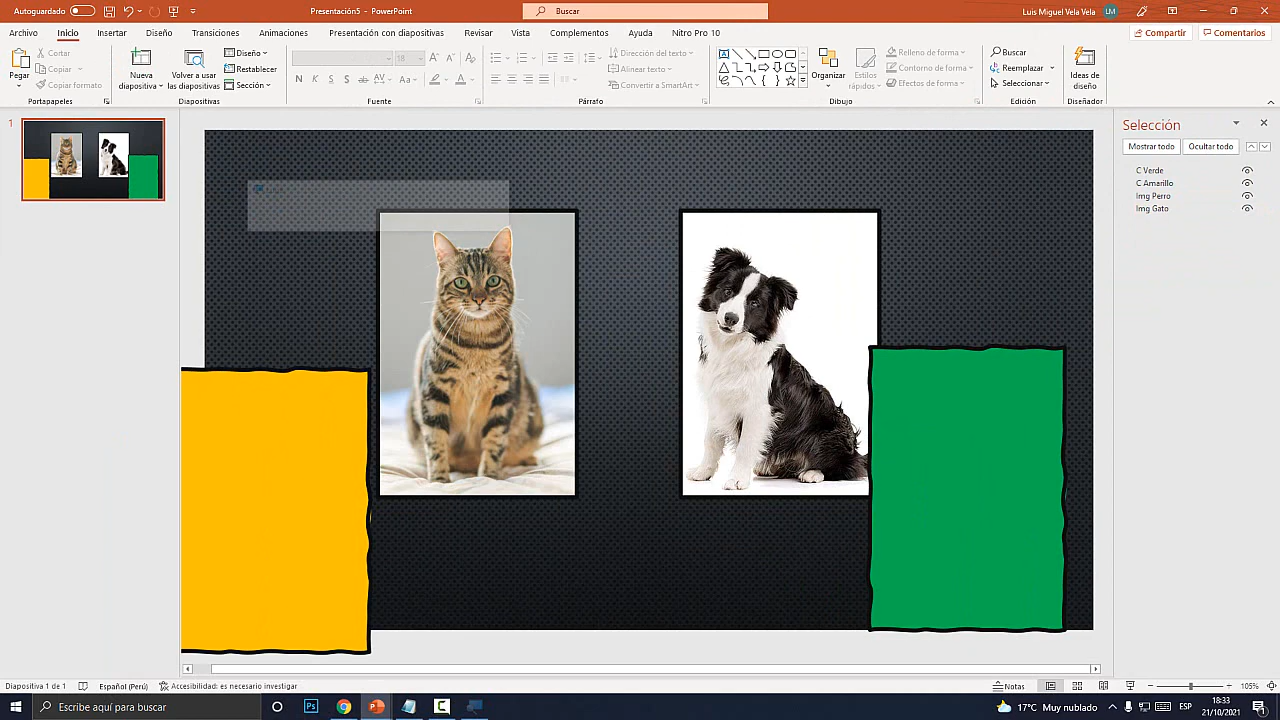 Autoguardado
Presentación5 - PowerPoint
Buscar
Luis Miguel Vela Vela
LM
Archivo
Inicio
Insertar
Diseño
Transiciones
Animaciones
Presentación con diapositivas
Revisar
Vista
Complementos
Ayuda
Nitro Pro 10
Compartir
Comentarios
Pegar
Cortar
Copiar
Copiar formato
Portapapeles
Nueva
diapositiva
Volver a usar
las diapositivas
Diseño
Restablecer
Sección
Diapositivas
18
N K S S ab AV Aa A
Fuente
Dirección del texto
Alinear texto
Convertir a SmartArt
Párrafo
Organizar
Estilos
rápidos
Relleno de forma
Contorno de forma
Efectos de forma
Dibujo
Buscar
Reemplazar
Seleccionar
Edición
Ideas de
diseño
Diseñador
1
Selección
Mostrar todo
Ocultar todo
C Verde
C Amarillo
Img Perro
Img Gato
Diapositiva 1 de 1
Español (Perú)
Accesibilidad: es necesario investigar
Notas
105%
Escribe aquí para buscar
17°C Muy nublado
ESP
18:33
21/10/2021